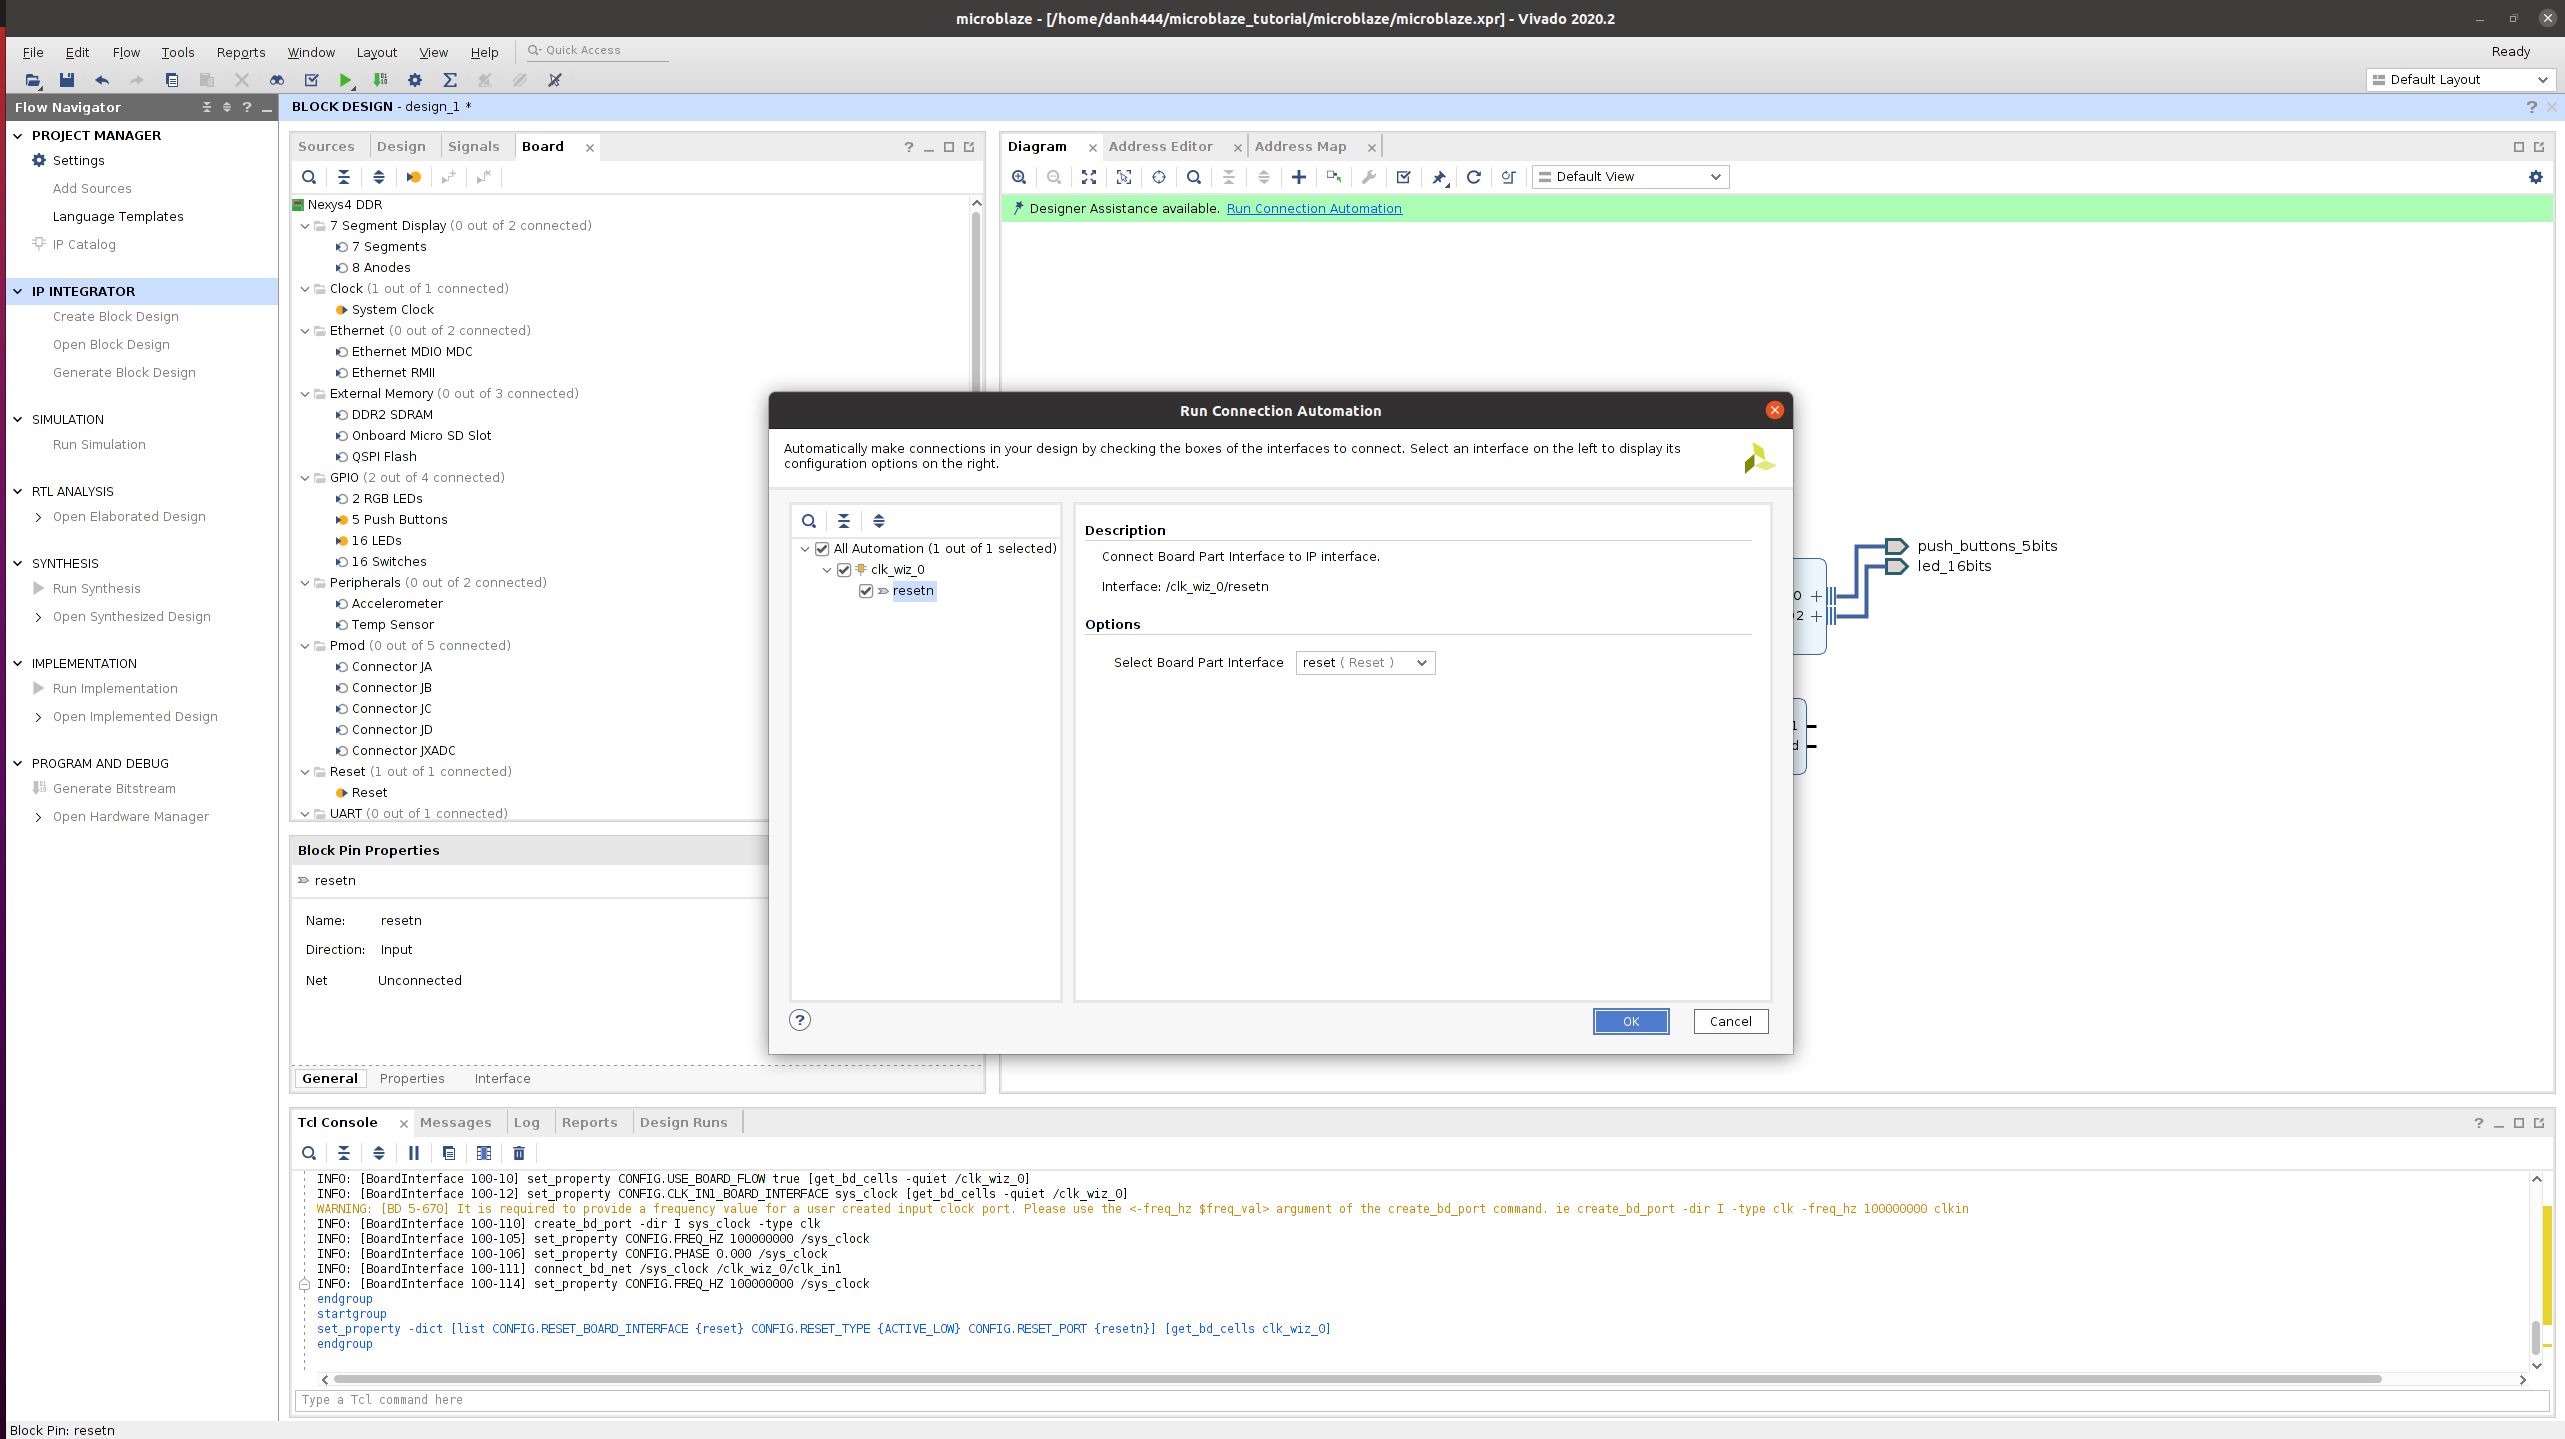 microblaze - [/home/danh444/microblaze_tutorial/microblaze/microblaze.xpr] - Vivado 2020.2
File Edit Flow Tools Reports Window Layout View Help Quick Access Ready
Default Layout
Flow Navigator
PROJECT MANAGER
Settings
Add Sources
Language Templates
IP Catalog
IP INTEGRATOR
Create Block Design
Open Block Design
Generate Block Design
SIMULATION
Run Simulation
RTL ANALYSIS
Open Elaborated Design
SYNTHESIS
Run Synthesis
Open Synthesized Design
IMPLEMENTATION
Run Implementation
Open Implemented Design
PROGRAM AND DEBUG
Generate Bitstream
Open Hardware Manager
BLOCK DESIGN - design_1 *
Sources Design Signals Board
Nexys4 DDR
7 Segment Display (0 out of 2 connected)
7 Segments
8 Anodes
Clock (1 out of 1 connected)
System Clock
Ethernet (0 out of 2 connected)
Ethernet MDIO MDC
Ethernet RMII
External Memory (0 out of 3 connected)
DDR2 SDRAM
Onboard Micro SD Slot
QSPI Flash
GPIO (2 out of 4 connected)
2 RGB LEDs
5 Push Buttons
16 LEDs
16 Switches
Peripherals (0 out of 2 connected)
Accelerometer
Temp Sensor
Pmod (0 out of 5 connected)
Connector JA
Connector JB
Connector JC
Connector JD
Connector JXADC
Reset (1 out of 1 connected)
Reset
UART (0 out of 1 connected)
Block Pin Properties
resetn
Name: resetn
Direction: Input
Net Unconnected
General Properties Interface
Diagram Address Editor Address Map
Default View
Designer Assistance available. Run Connection Automation
push_buttons_5bits
led_16bits
Run Connection Automation
Automatically make connections in your design by checking the boxes of the interfaces to connect. Select an interface on the left to display its
configuration options on the right.
All Automation (1 out of 1 selected)
clk_wiz_0
resetn
Description
Connect Board Part Interface to IP interface.
Interface: /clk_wiz_0/resetn
Options
Select Board Part Interface reset ( Reset )
OK Cancel
Tcl Console Messages Log Reports Design Runs
INFO: [BoardInterface 100-10] set_property CONFIG.USE_BOARD_FLOW true [get_bd_cells -quiet /clk_wiz_0]
INFO: [BoardInterface 100-12] set_property CONFIG.CLK_IN1_BOARD_INTERFACE sys_clock [get_bd_cells -quiet /clk_wiz_0]
WARNING: [BD 5-670] It is required to provide a frequency value for a user created input clock port. Please use the <-freq_hz $freq_val> argument of the create_bd_port command. ie create_bd_port -dir I -type clk -freq_hz 100000000 clkin
INFO: [BoardInterface 100-110] create_bd_port -dir I sys_clock -type clk
INFO: [BoardInterface 100-105] set_property CONFIG.FREQ_HZ 100000000 /sys_clock
INFO: [BoardInterface 100-106] set_property CONFIG.PHASE 0.000 /sys_clock
INFO: [BoardInterface 100-111] connect_bd_net /sys_clock /clk_wiz_0/clk_in1
INFO: [BoardInterface 100-114] set_property CONFIG.FREQ_HZ 100000000 /sys_clock
endgroup
startgroup
set_property -dict [list CONFIG.RESET_BOARD_INTERFACE {reset} CONFIG.RESET_TYPE {ACTIVE_LOW} CONFIG.RESET_PORT {resetn}] [get_bd_cells clk_wiz_0]
endgroup
Type a Tcl command here
Block Pin: resetn